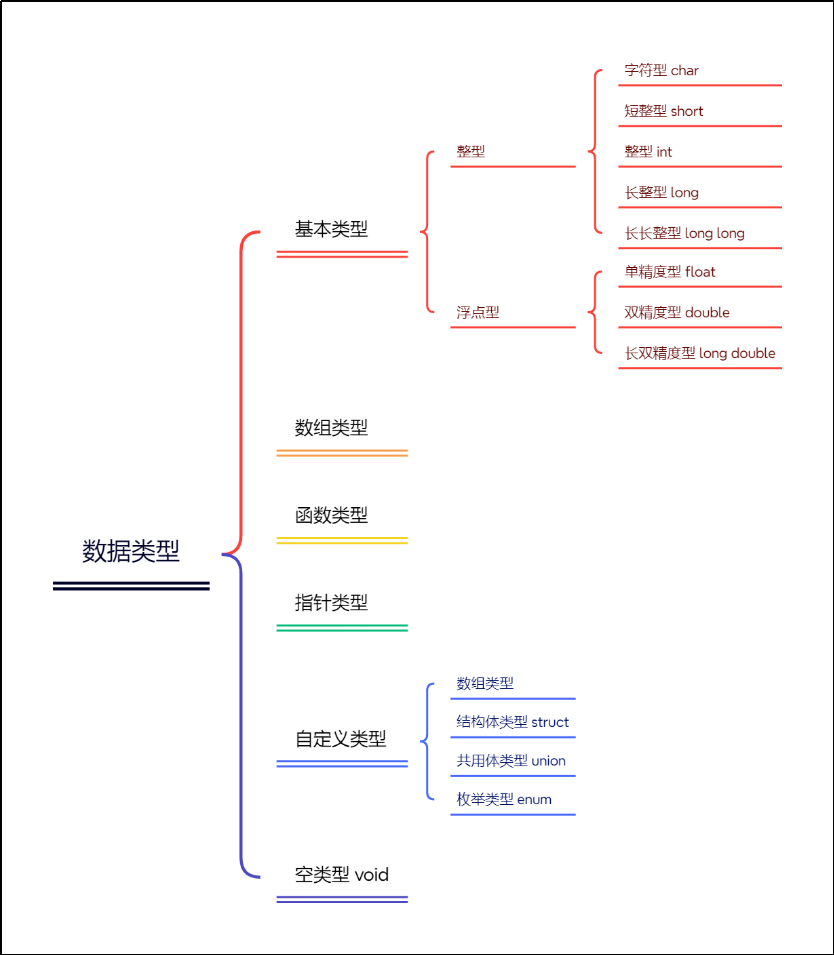 数据类型
基本类型
整型
字符型 char
短整型 short
整型 int
长整型 long
长长整型 long long
浮点型
单精度型 float
双精度型 double
长双精度型 long double
数组类型
函数类型
指针类型
自定义类型
数组类型
结构体类型 struct
共用体类型 union
枚举类型 enum
空类型 void